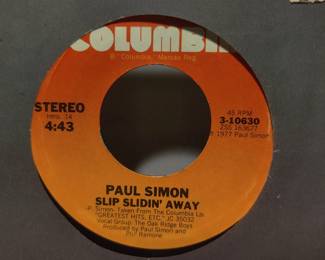 COLUMBIA
® "Columbia," Marcas Reg.
STEREO
4:43
45 RPM
3-10630
ZSS 163677
℗ 1977 Paul Simon
PAUL SIMON
SLIP SLIDIN' AWAY
-P. Simon- Taken From The Columbia
"GREATEST HITS, ETC." JC 35032
Vocal Group: The Oak Ridge Boys
Produced by Paul Simon and
Phil Ramone